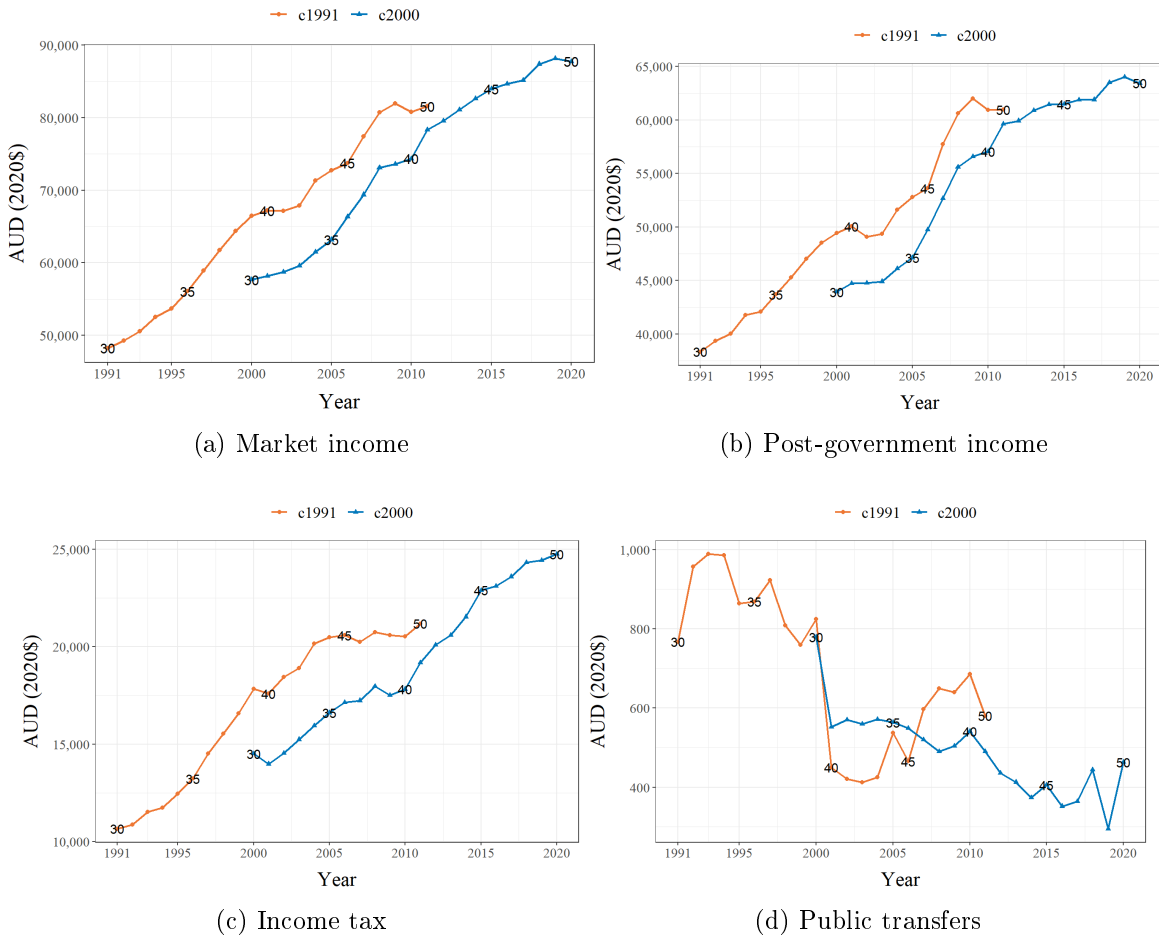 c1991 c2000
90,000
80,000
70,000
60,000
50,000
AUD (2020$)
30 35 40 45 50
30 35 40 45 50
1991 1995 2000 2005 2010 2015 2020
Year
(a) Market income
c1991 c2000
65,000
60,000
55,000
50,000
45,000
40,000
AUD (2020$)
30 35 40 45 50
30 35 40 45 50
1991 1995 2000 2005 2010 2015 2020
Year
(b) Post-government income
c1991 c2000
25,000
20,000
15,000
10,000
AUD (2020$)
30 35 40 45 50
30 35 40 45 50
1991 1995 2000 2005 2010 2015 2020
Year
(c) Income tax
c1991 c2000
1,000
800
600
400
AUD (2020$)
30 35 40 45 50
30 35 40 45 50
1991 1995 2000 2005 2010 2015 2020
Year
(d) Public transfers